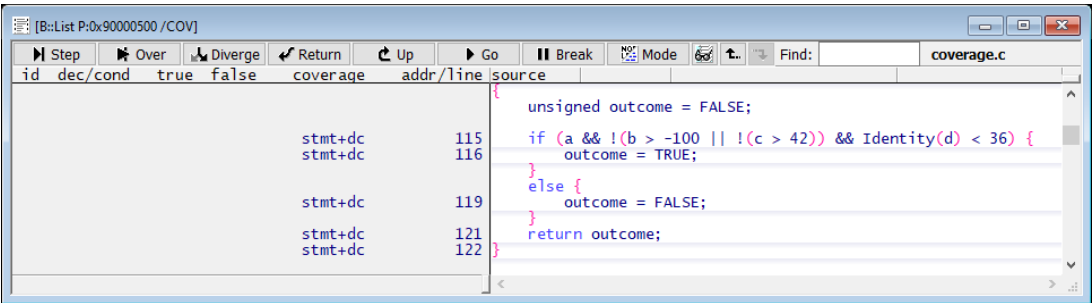 [B::List P:0x90000500 /COV]
Step Over Diverge Return Up Go Break Mode Find: coverage.c
id dec/cond true false coverage addr/line source
{
unsigned outcome = FALSE;
stmt+dc 115 if (a && !(b > -100 || !(c > 42)) && Identity(d) < 36) {
stmt+dc 116 outcome = TRUE;
}
else {
stmt+dc 119 outcome = FALSE;
}
stmt+dc 121 return outcome;
stmt+dc 122 }